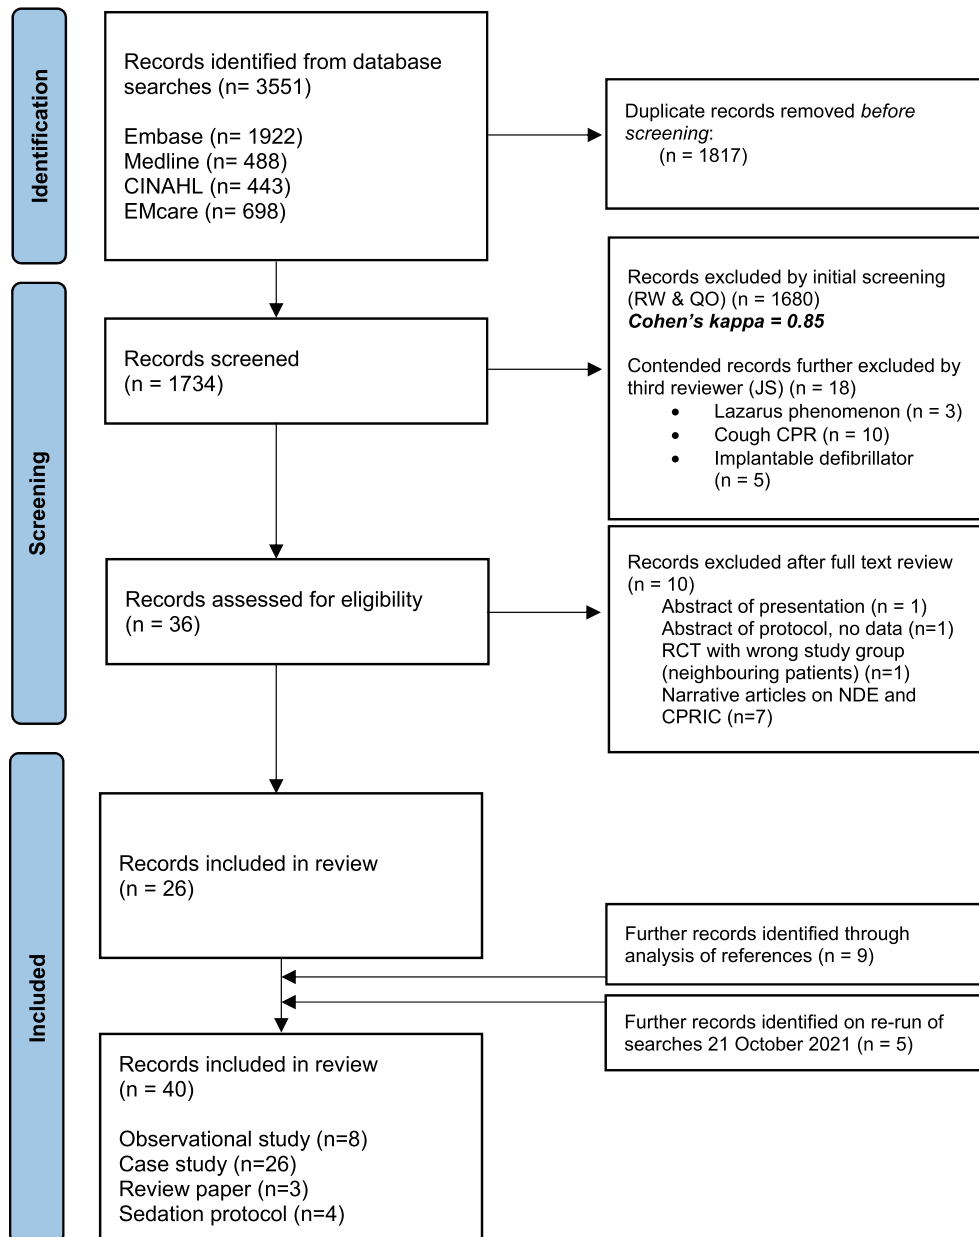 Identification
Records identified from database
searches (n= 3551)
Embase (n= 1922)
Medline (n= 488)
CINAHL (n= 443)
EMcare (n= 698)
Duplicate records removed before
screening:
(n = 1817)
Screening
Records screened
(n = 1734)
Records excluded by initial screening
(RW & QO) (n = 1680)
Cohen’s kappa = 0.85
Contended records further excluded by
third reviewer (JS) (n = 18)
• Lazarus phenomenon (n = 3)
• Cough CPR (n = 10)
• Implantable defibrillator
(n = 5)
Records assessed for eligibility
(n = 36)
Records excluded after full text review
(n = 10)
Abstract of presentation (n = 1)
Abstract of protocol, no data (n=1)
RCT with wrong study group
(neighbouring patients) (n=1)
Narrative articles on NDE and
CPRIC (n=7)
Included
Records included in review
(n = 26)
Further records identified through
analysis of references (n = 9)
Further records identified on re-run of
searches 21 October 2021 (n = 5)
Records included in review
(n = 40)
Observational study (n=8)
Case study (n=26)
Review paper (n=3)
Sedation protocol (n=4)